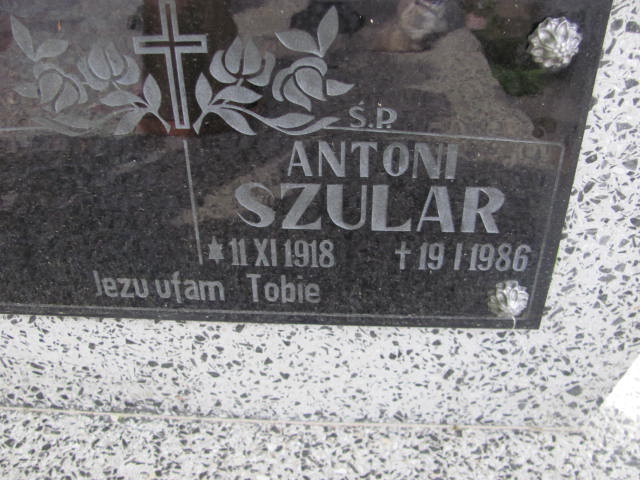 Ś.P.
ANTONI
SZULAR
* 11 XI 1918 † 19 I 1986
Jezu ufam Tobie